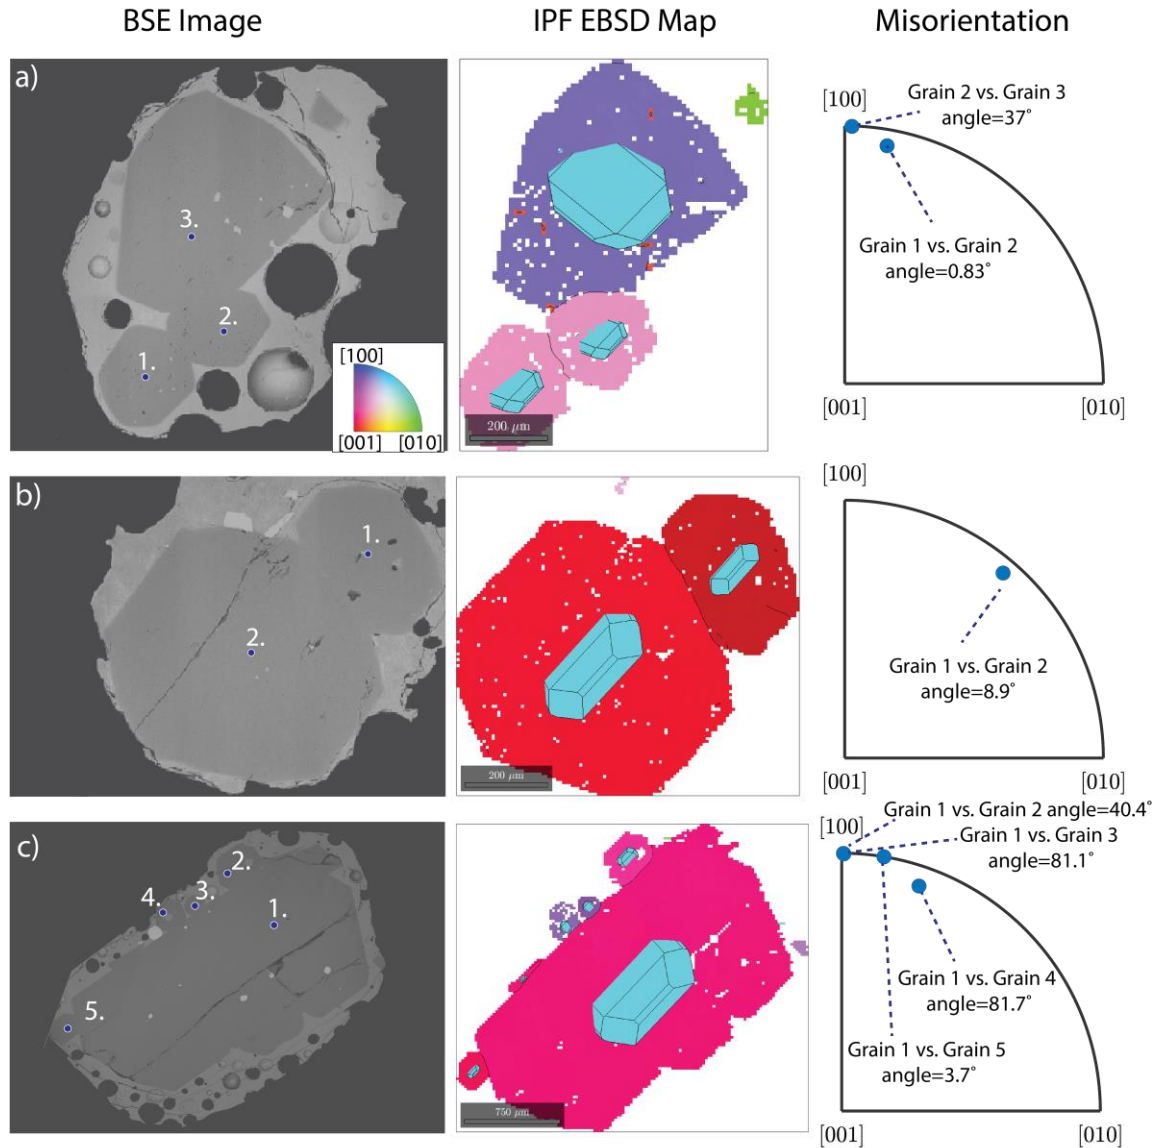 BSE Image
IPF EBSD Map
Misorientation
a)
3.
2.
1.
[100]
[001] [010]
200 μm
[100]
Grain 2 vs. Grain 3
angle=37˚
Grain 1 vs. Grain 2
angle=0.83˚
[001]
[010]
b)
1.
2.
200 μm
[100]
Grain 1 vs. Grain 2
angle=8.9˚
[001]
[010]
c)
2.
3.
4.
1.
5.
750 μm
Grain 1 vs. Grain 2 angle=40.4˚
[100]
Grain 1 vs. Grain 3
angle=81.1˚
Grain 1 vs. Grain 4
angle=81.7˚
Grain 1 vs. Grain 5
angle=3.7˚
[001]
[010]